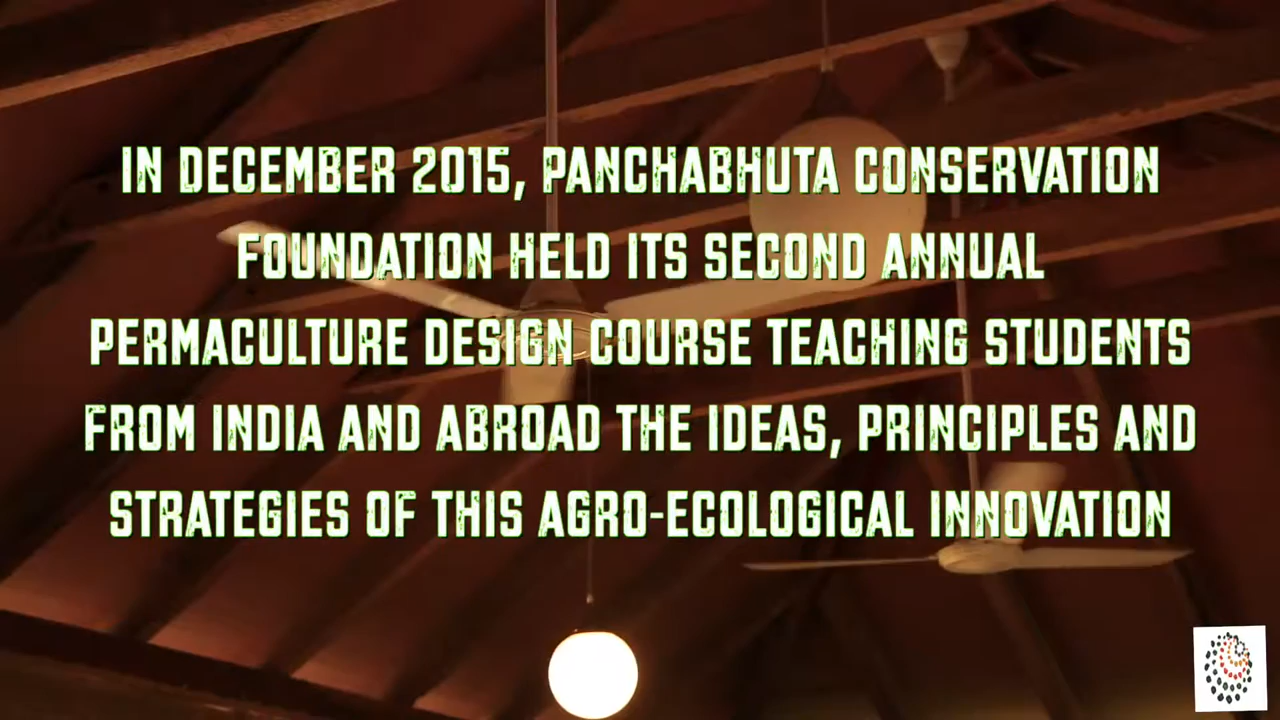 IN DECEMBER 2015, PANCHABHUTA CONSERVATION
FOUNDATION HELD ITS SECOND ANNUAL
PERMACULTURE DESIGN COURSE TEACHING STUDENTS
FROM INDIA AND ABROAD THE IDEAS, PRINCIPLES AND
STRATEGIES OF THIS AGRO-ECOLOGICAL INNOVATION